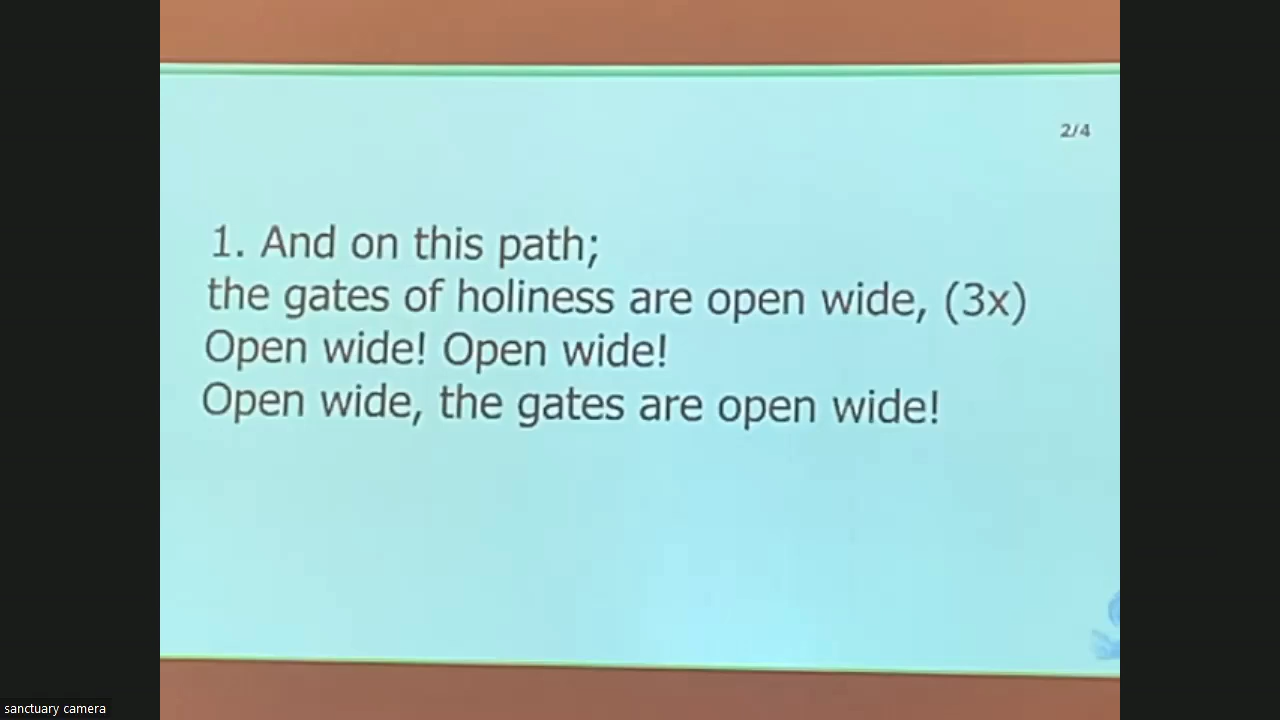 2/4
1. And on this path;
the gates of holiness are open wide, (3x)
Open wide! Open wide!
Open wide, the gates are open wide!
sanctuary camera